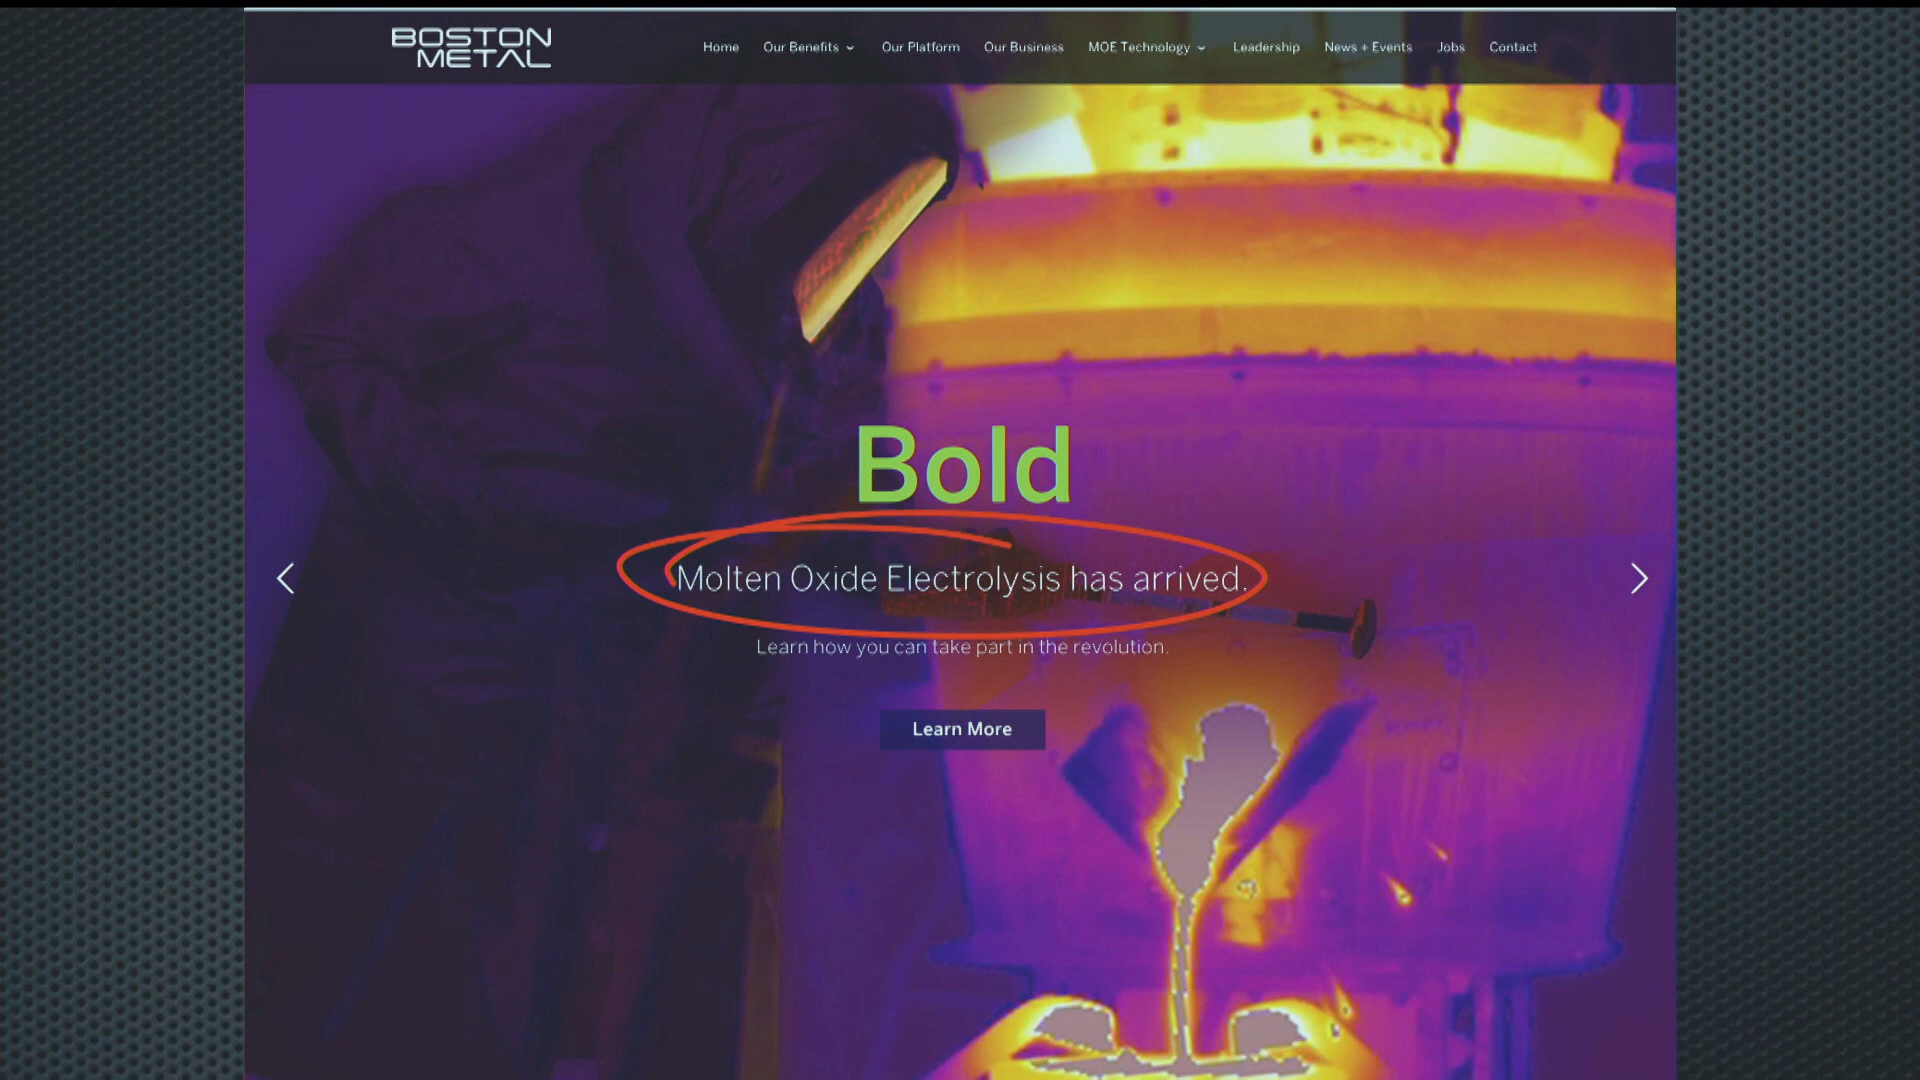 BOSTON
METAL
Home Our Benefits Our Platform Our Business MOE Technology Leadership News + Events Jobs Contact
Bold
Molten Oxide Electrolysis has arrived.
Learn how you can take part in the revolution.
Learn More